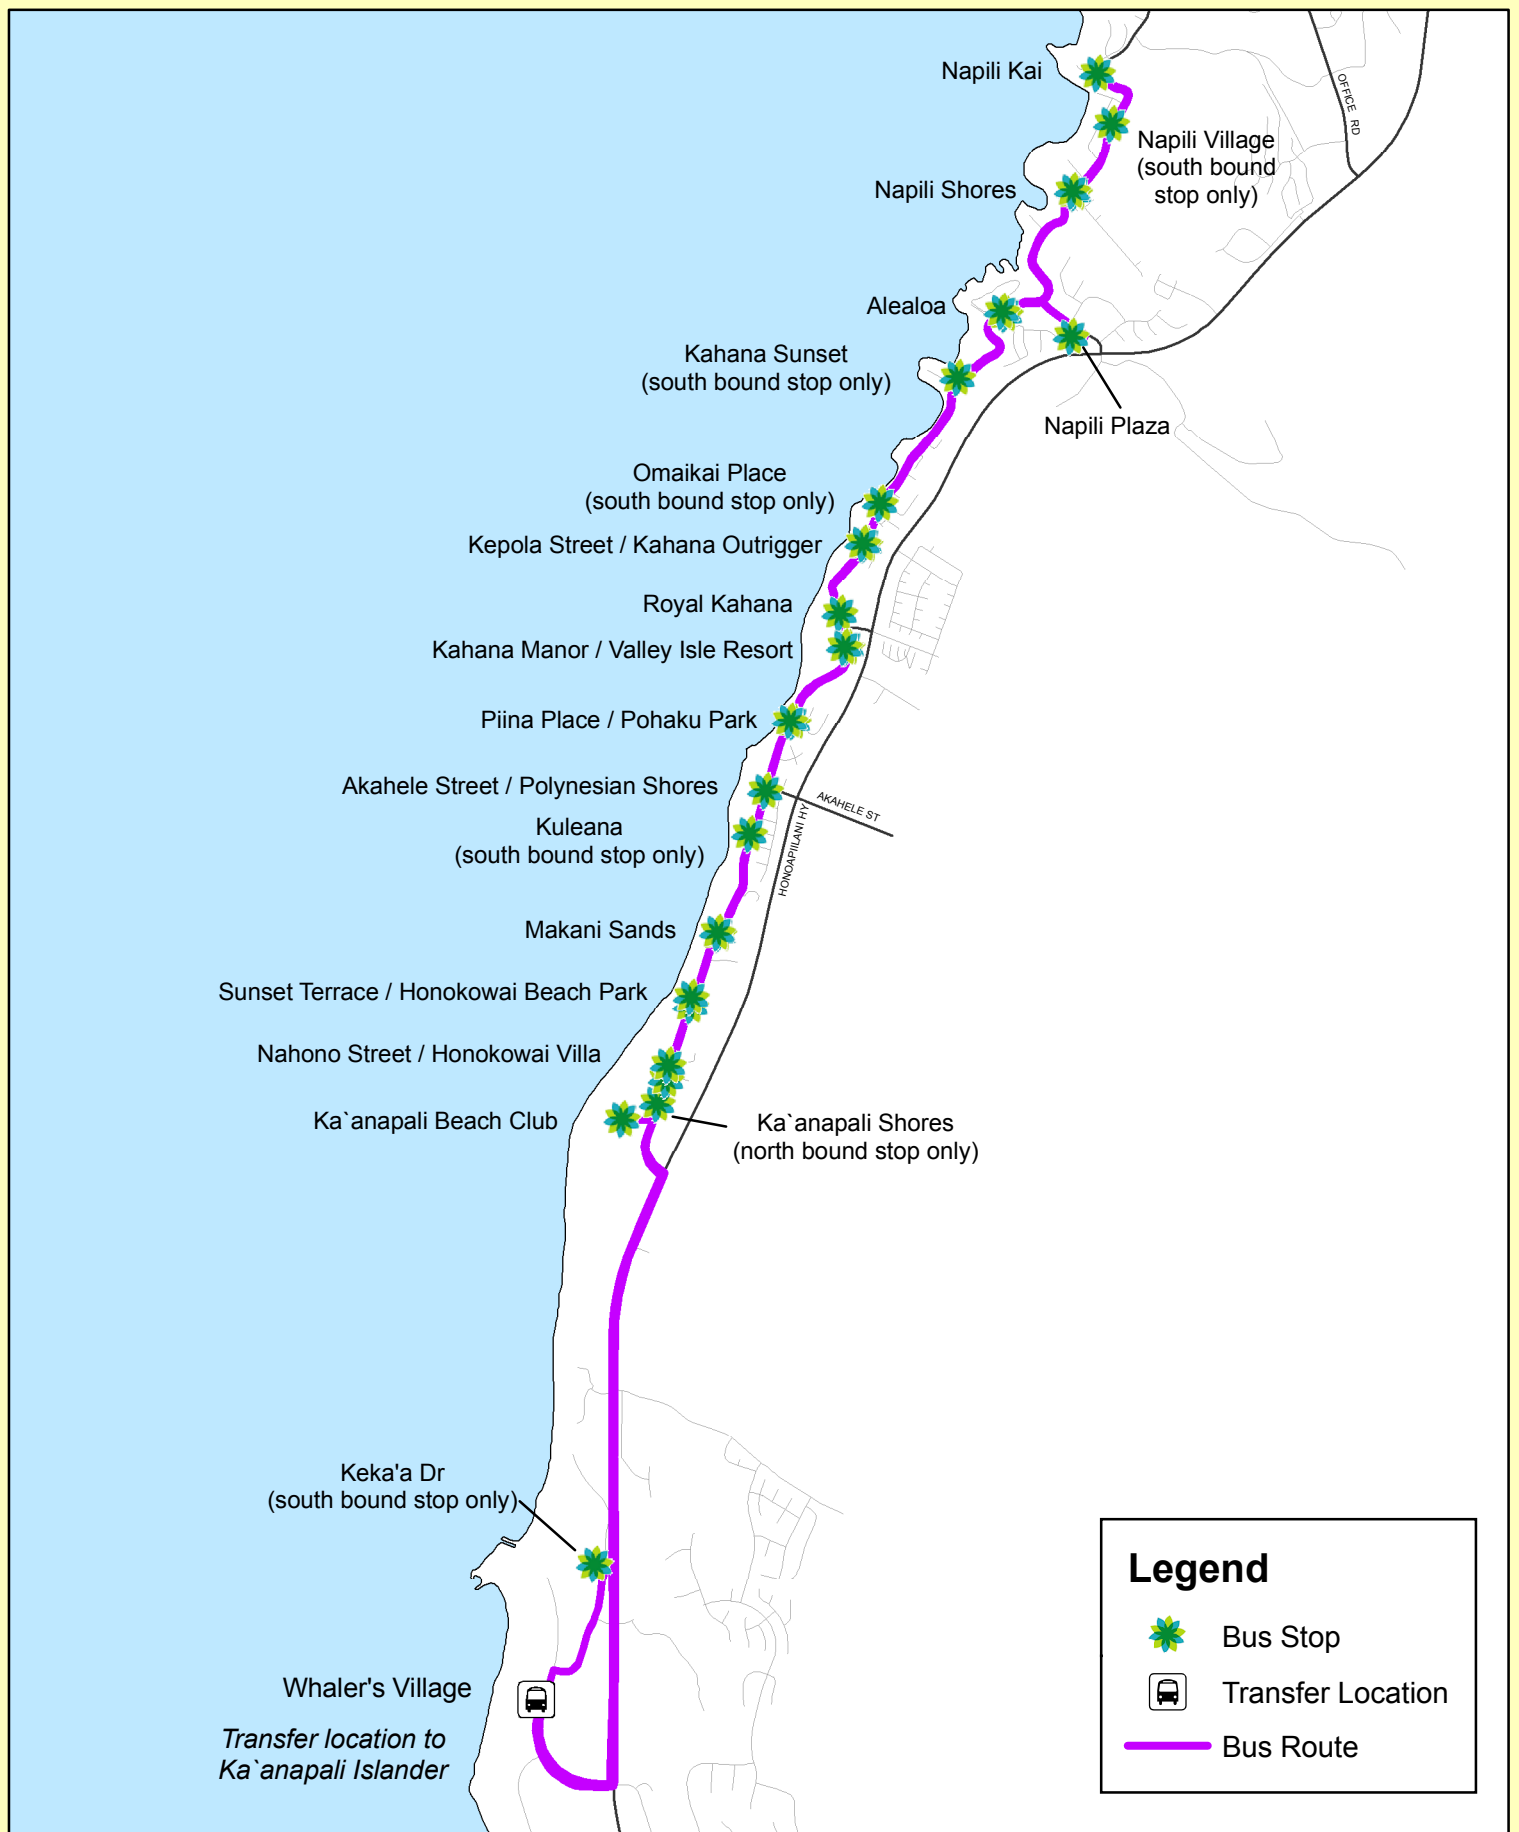 Napili Kai
OFFICE RD
Napili Village
(south bound
stop only)
Napili Shores
Alealoa
Kahana Sunset
(south bound stop only)
Napili Plaza
Omaikai Place
(south bound stop only)
Kepola Street / Kahana Outrigger
Royal Kahana
Kahana Manor / Valley Isle Resort
Piina Place / Pohaku Park
Akahele Street / Polynesian Shores
AKAHELE ST
HONOAPIILANI HY
Kuleana
(south bound stop only)
Makani Sands
Sunset Terrace / Honokowai Beach Park
Nahono Street / Honokowai Villa
Ka`anapali Beach Club
Ka`anapali Shores
(north bound stop only)
Keka'a Dr
(south bound stop only)
Whaler's Village
Transfer location to
Ka`anapali Islander
Legend
Bus Stop
Transfer Location
Bus Route